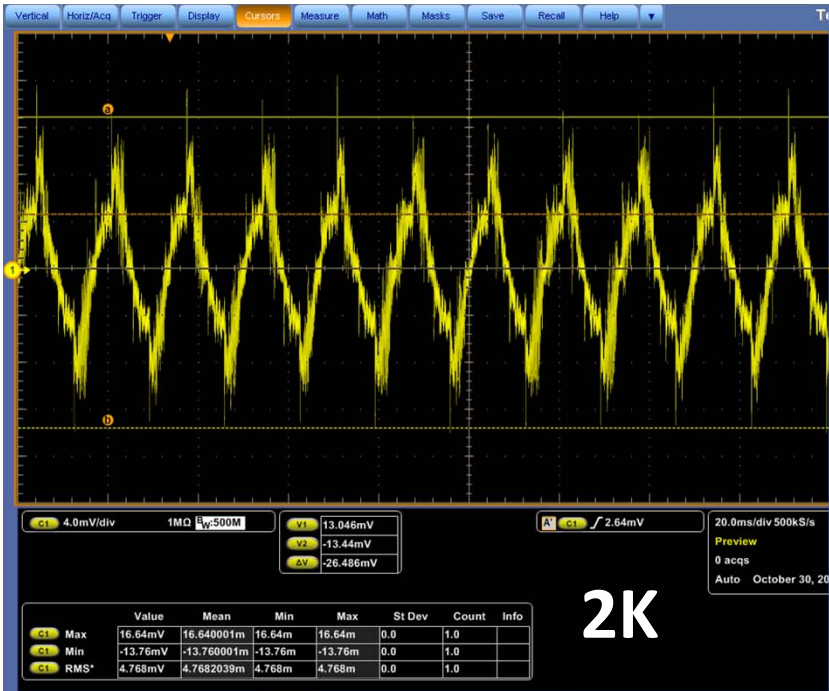 Vertical Horiz/Acq Trigger Display Cursors Measure Math Masks Save Recall Help
a
1
b
C1 4.0mV/div 1MΩ BW:500M
V1 13.046mV
V2 -13.44mV
ΔV -26.486mV
A' C1 2.64mV
20.0ms/div 500kS/s
Preview
0 acqs
Auto October 30, 20
2K
Value Mean Min Max St Dev Count Info
C1 Max 16.64mV 16.640001m 16.64m 16.64m 0.0 1.0
C1 Min -13.76mV -13.760001m -13.76m -13.76m 0.0 1.0
C1 RMS* 4.768mV 4.7682039m 4.768m 4.768m 0.0 1.0